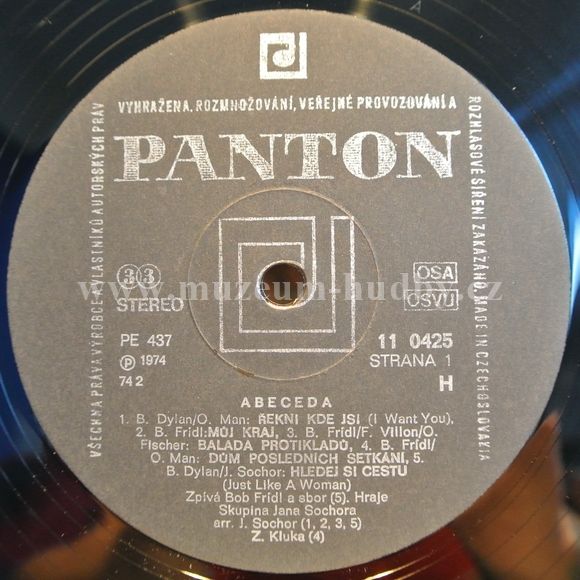 VŠECHNA PRÁVA VÝROBCE A VLASTNÍKŮ AUTORSKÝCH PRÁV
VYHRAŽENA. ROZMNOŽOVÁNÍ, VEŘEJNÉ PROVOZOVÁNÍ A
ROZHLASOVÉ ŠÍŘENÍ ZAKÁZÁNO. MADE IN CZECHOSLOVAKIA
PANTON
33
STEREO
OSA
OSVU
www.muzeum-hudby.cz
PE 437
11 0425
Ⓟ 1974
STRANA 1
74 2
H
ABECEDA
1. B. Dylan/O. Man: ŘEKNI KDE JSI (I Want You),
2. B. Frídl: MŮJ KRAJ, 3. B. Frídl/F. Villon/O.
Fischer: BALADA PROTIKLADŮ, 4. B. Frídl/
O. Man: DŮM POSLEDNÍCH SETKÁNÍ, 5.
B. Dylan/J. Sochor: HLEDEJ SI CESTU
(Just Like A Woman)
Zpívá Bob Frídl a sbor (5). Hraje
Skupina Jana Sochora
arr. J. Sochor (1, 2, 3, 5)
Z. Kluka (4)